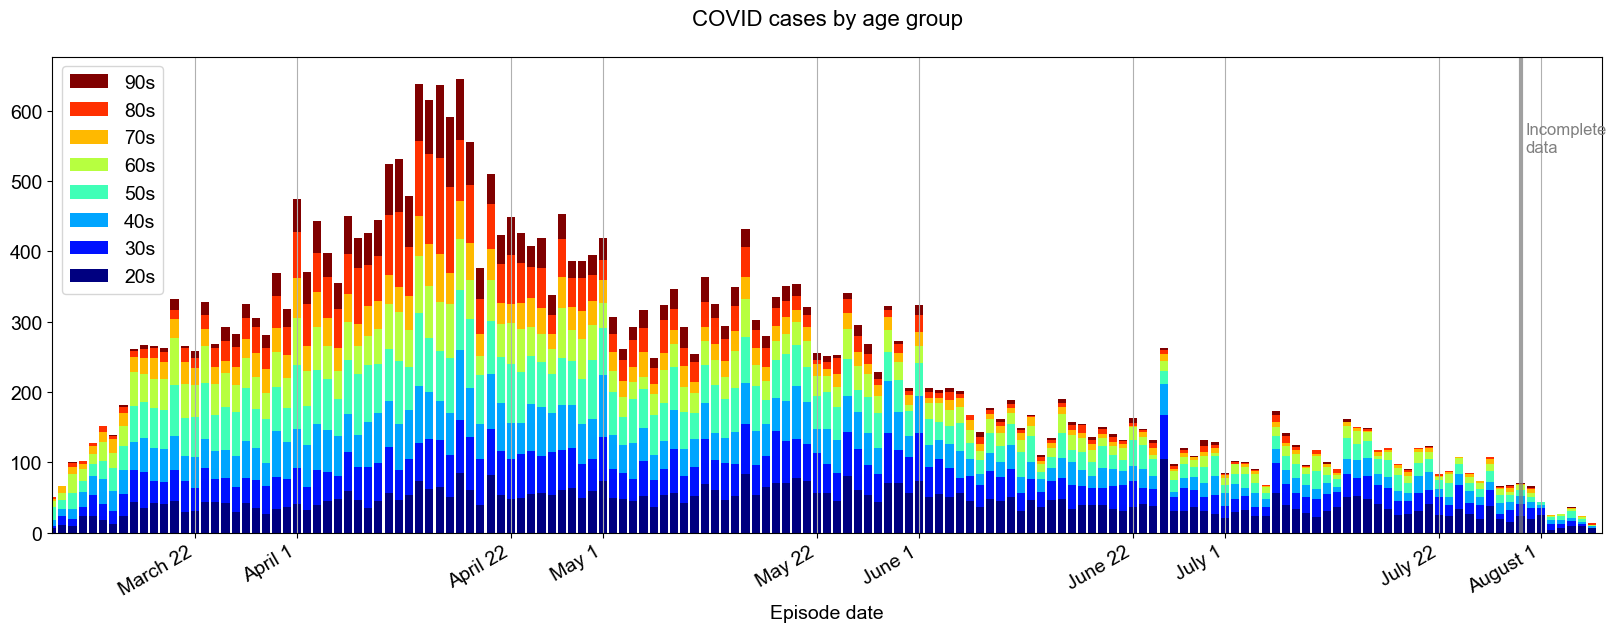 COVID cases by age group
90s
80s
70s
60s
50s
40s
30s
20s
600
500
400
300
200
100
0
Incomplete
data
March 22
April 1
April 22
May 1
May 22
June 1
June 22
July 1
July 22
August 1
Episode date